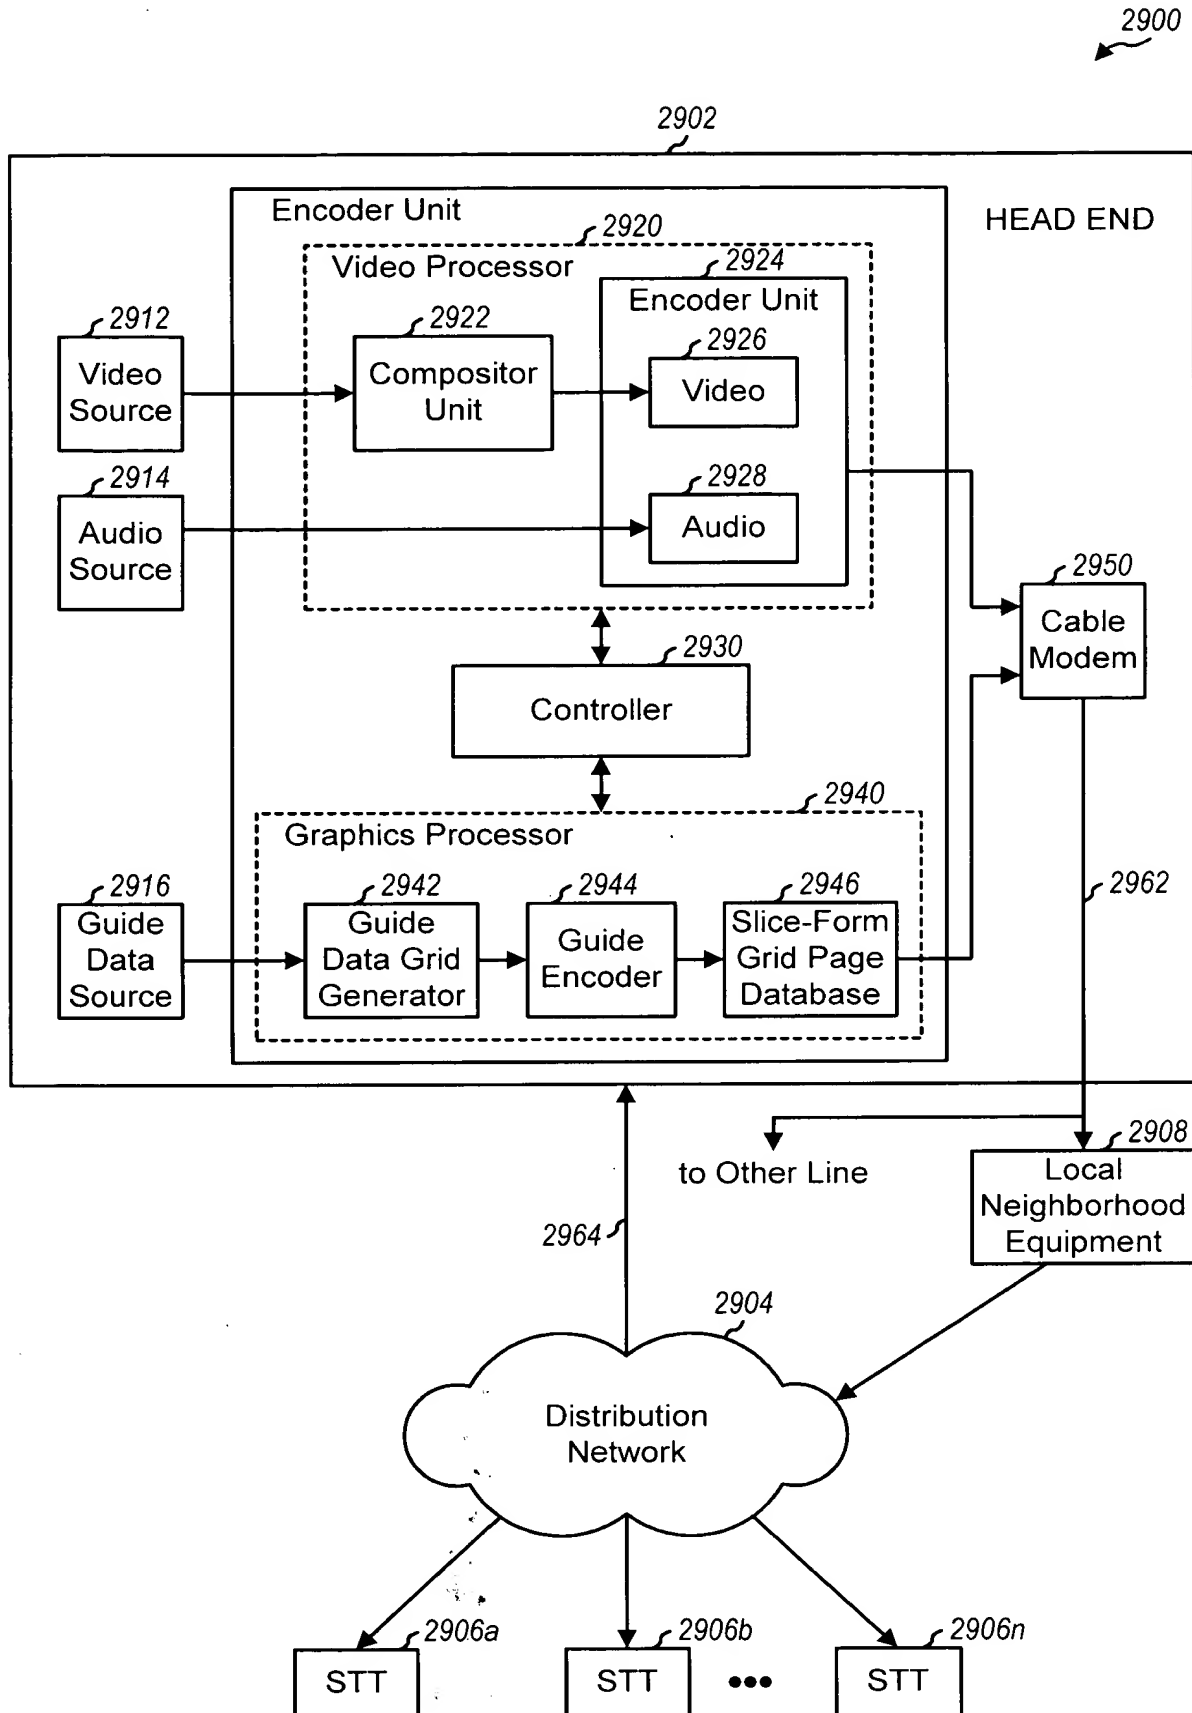 2900
2902
Encoder Unit
HEAD END
2920
Video Processor
2924
Encoder Unit
2912
Video
Source
2922
Compositor
Unit
2926
Video
2914
Audio
Source
2928
Audio
2950
Cable
Modem
2930
Controller
2940
Graphics Processor
2916
Guide
Data
Source
2942
Guide
Data Grid
Generator
2944
Guide
Encoder
2946
Slice-Form
Grid Page
Database
2962
to Other Line
2908
Local
Neighborhood
Equipment
2964
2904
Distribution
Network
2906a
STT
2906b
STT
2906n
STT